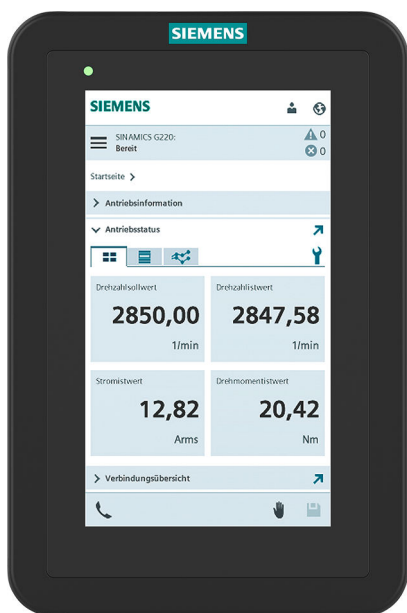 SIEMENS
SIEMENS
SINAMICS G220:
Bereit
0
0
Startseite
Antriebsinformation
Antriebsstatus
Drehzahlsollwert
2850,00
1/min
Drehzahlistwert
2847,58
1/min
Stromistwert
12,82
Arms
Drehmomentistwert
20,42
Nm
Verbindungsübersicht